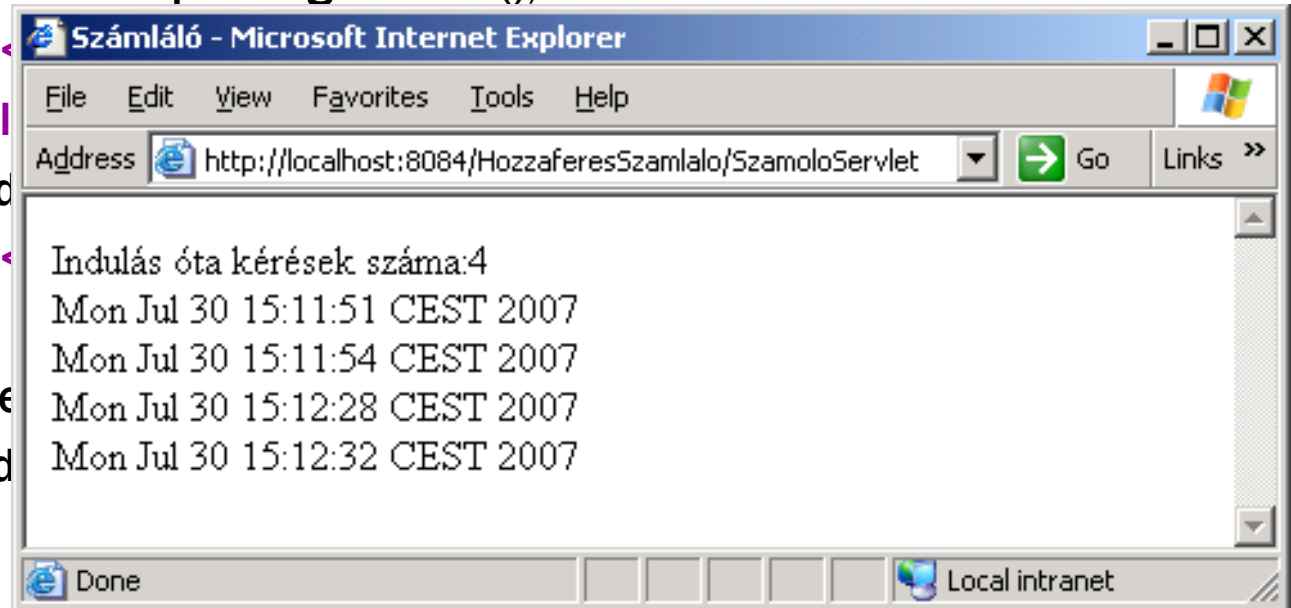 Számláló - Microsoft Internet Explorer
File Edit View Favorites Tools Help
Address http://localhost:8084/HozzaferesSzamlalo/SzamoloServlet Go Links »
Indulás óta kérések száma:4
Mon Jul 30 15:11:51 CEST 2007
Mon Jul 30 15:11:54 CEST 2007
Mon Jul 30 15:12:28 CEST 2007
Mon Jul 30 15:12:32 CEST 2007
Done Local intranet